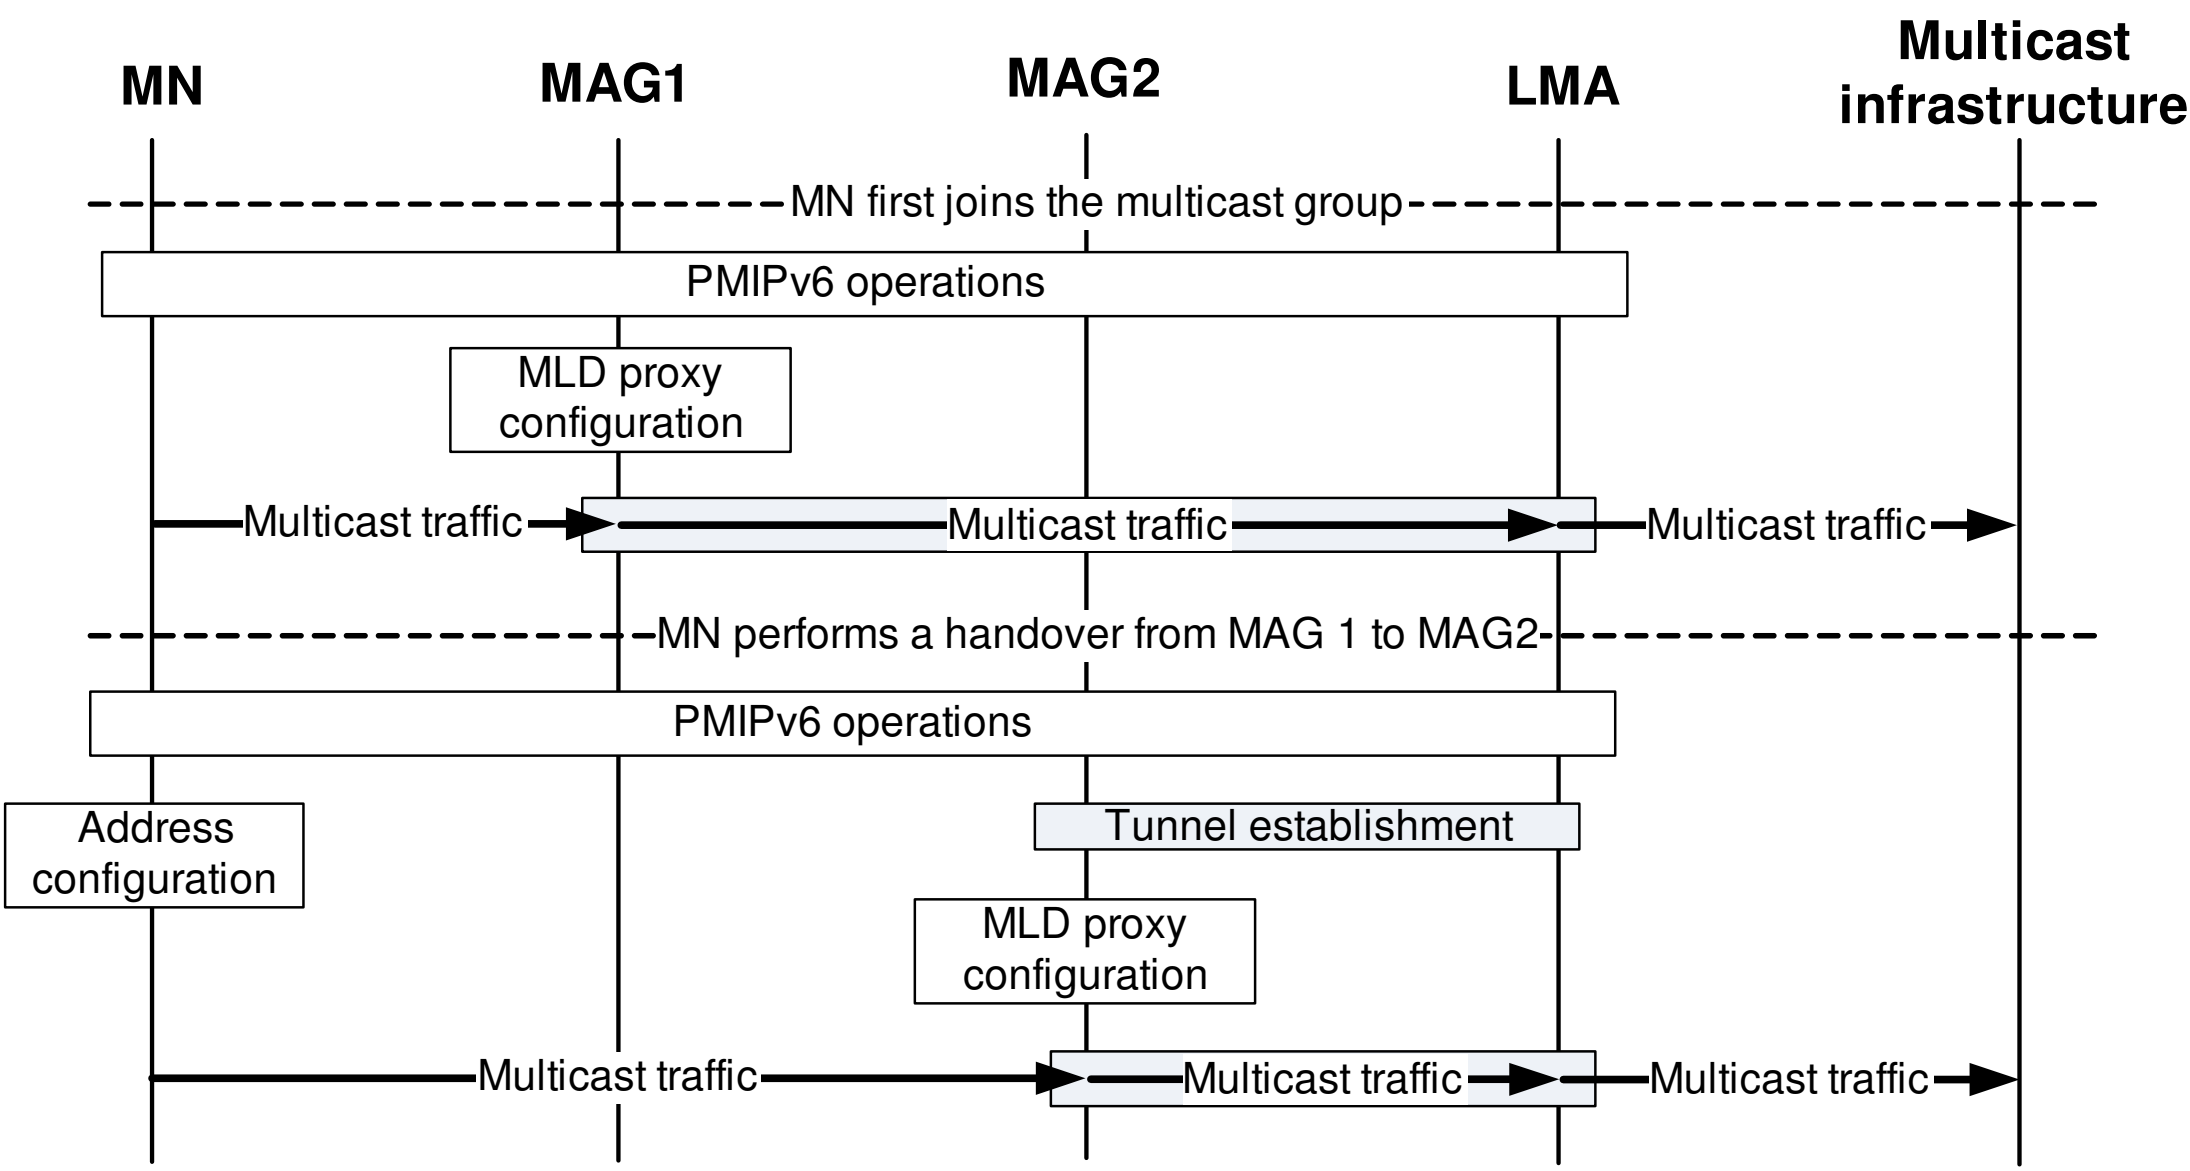 MN
MAG1
MAG2
LMA
Multicast
infrastructure
MN first joins the multicast group
PMIPv6 operations
MLD proxy
configuration
Multicast traffic
Multicast traffic
Multicast traffic
MN performs a handover from MAG 1 to MAG2
PMIPv6 operations
Address
configuration
Tunnel establishment
MLD proxy
configuration
Multicast traffic
Multicast traffic
Multicast traffic